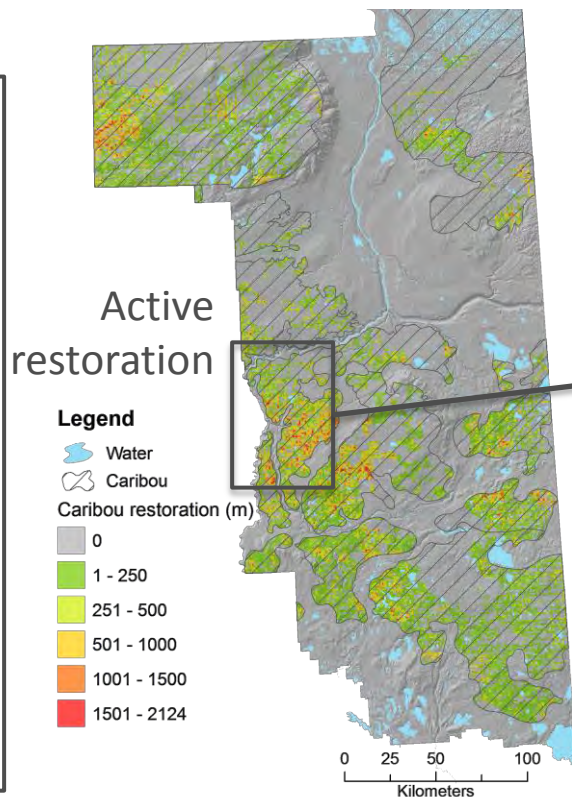 Active
restoration
Legend
Water
Caribou
Caribou restoration (m)
0
1 - 250
251 - 500
501 - 1000
1001 - 1500
1501 - 2124
0 25 50 100
Kilometers